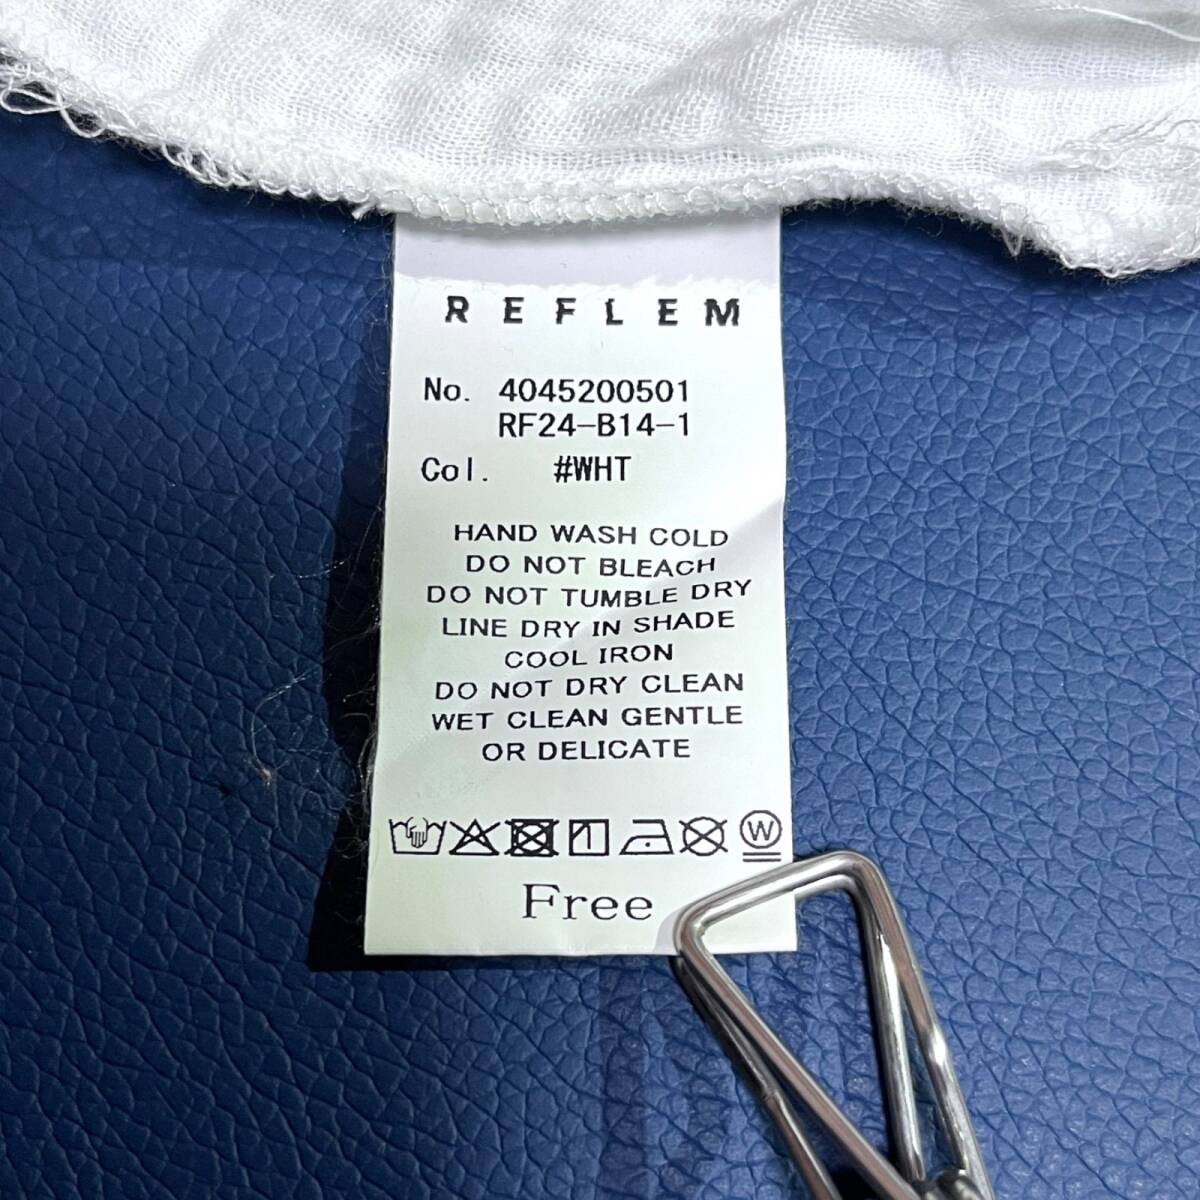 REFLEM
No. 4045200501
RF24-B14-1
Col. #WHT
HAND WASH COLD
DO NOT BLEACH
DO NOT TUMBLE DRY
LINE DRY IN SHADE
COOL IRON
DO NOT DRY CLEAN
WET CLEAN GENTLE
OR DELICATE
W
Free